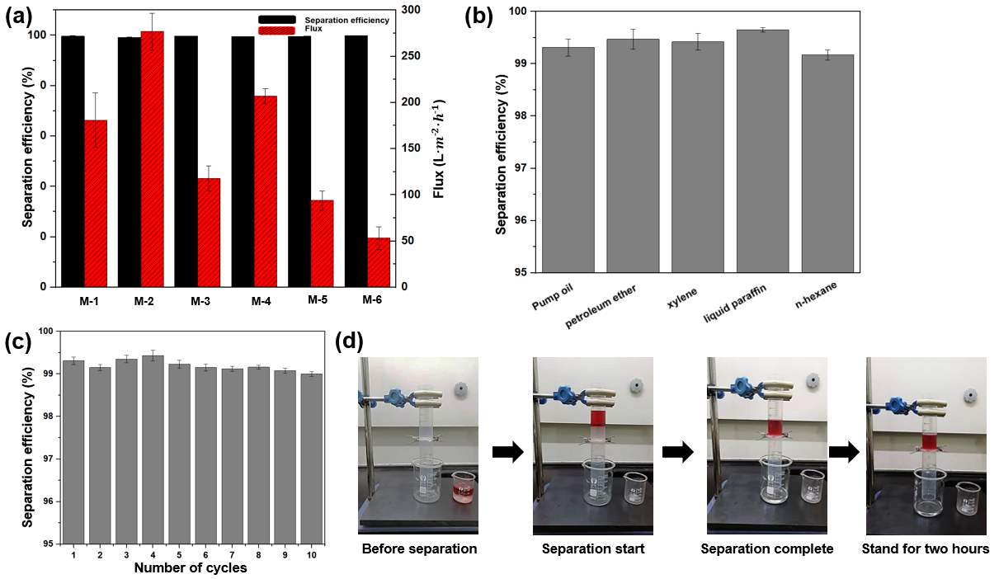 (a)
Separation efficiency
Flux
Separation efficiency (%)
100
0
0
0
0
0
300
250
200
150
100
50
0
Flux (L·m⁻²·h⁻¹)
M-1 M-2 M-3 M-4 M-5 M-6
(b)
Separation efficiency (%)
100
99
98
97
96
95
Pump oil petroleum ether xylene liquid paraffin n-hexane
(c)
Separation efficiency (%)
100
99
98
97
96
95
1 2 3 4 5 6 7 8 9 10
Number of cycles
(d)
Before separation Separation start Separation complete Stand for two hours